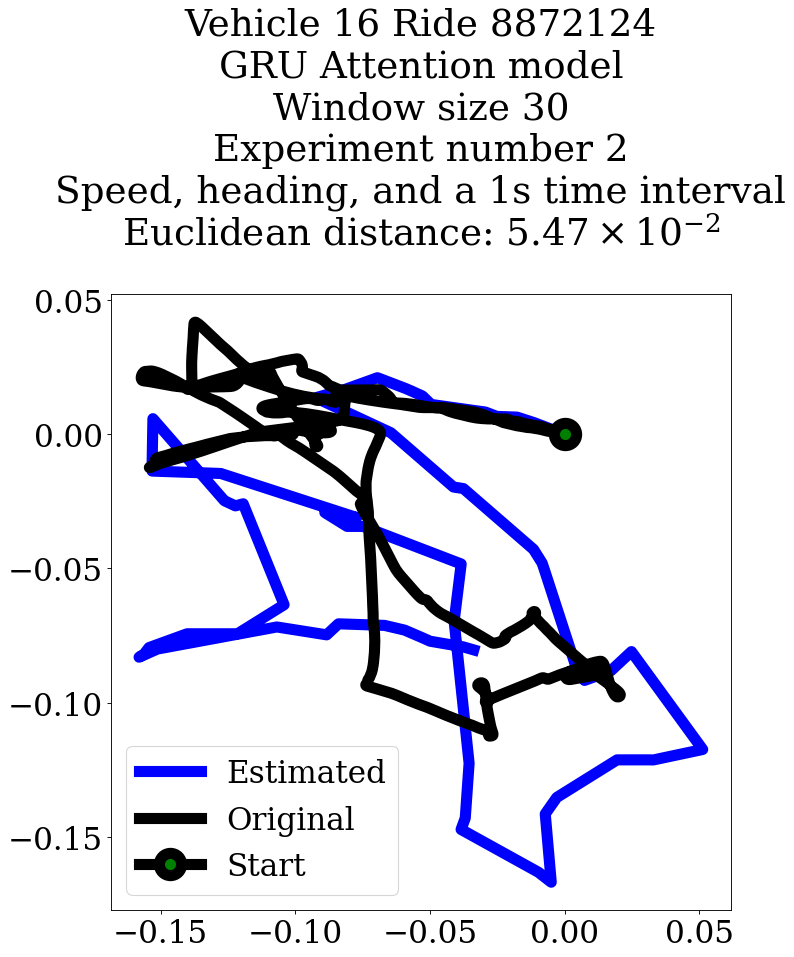 Vehicle 16 Ride 8872124
GRU Attention model
Window size 30
Experiment number 2
Speed, heading, and a 1s time interval
Euclidean distance: 5.47 × 10⁻²
0.05
0.00
−0.05
−0.10
−0.15
Estimated
Original
Start
−0.15 −0.10 −0.05 0.00 0.05